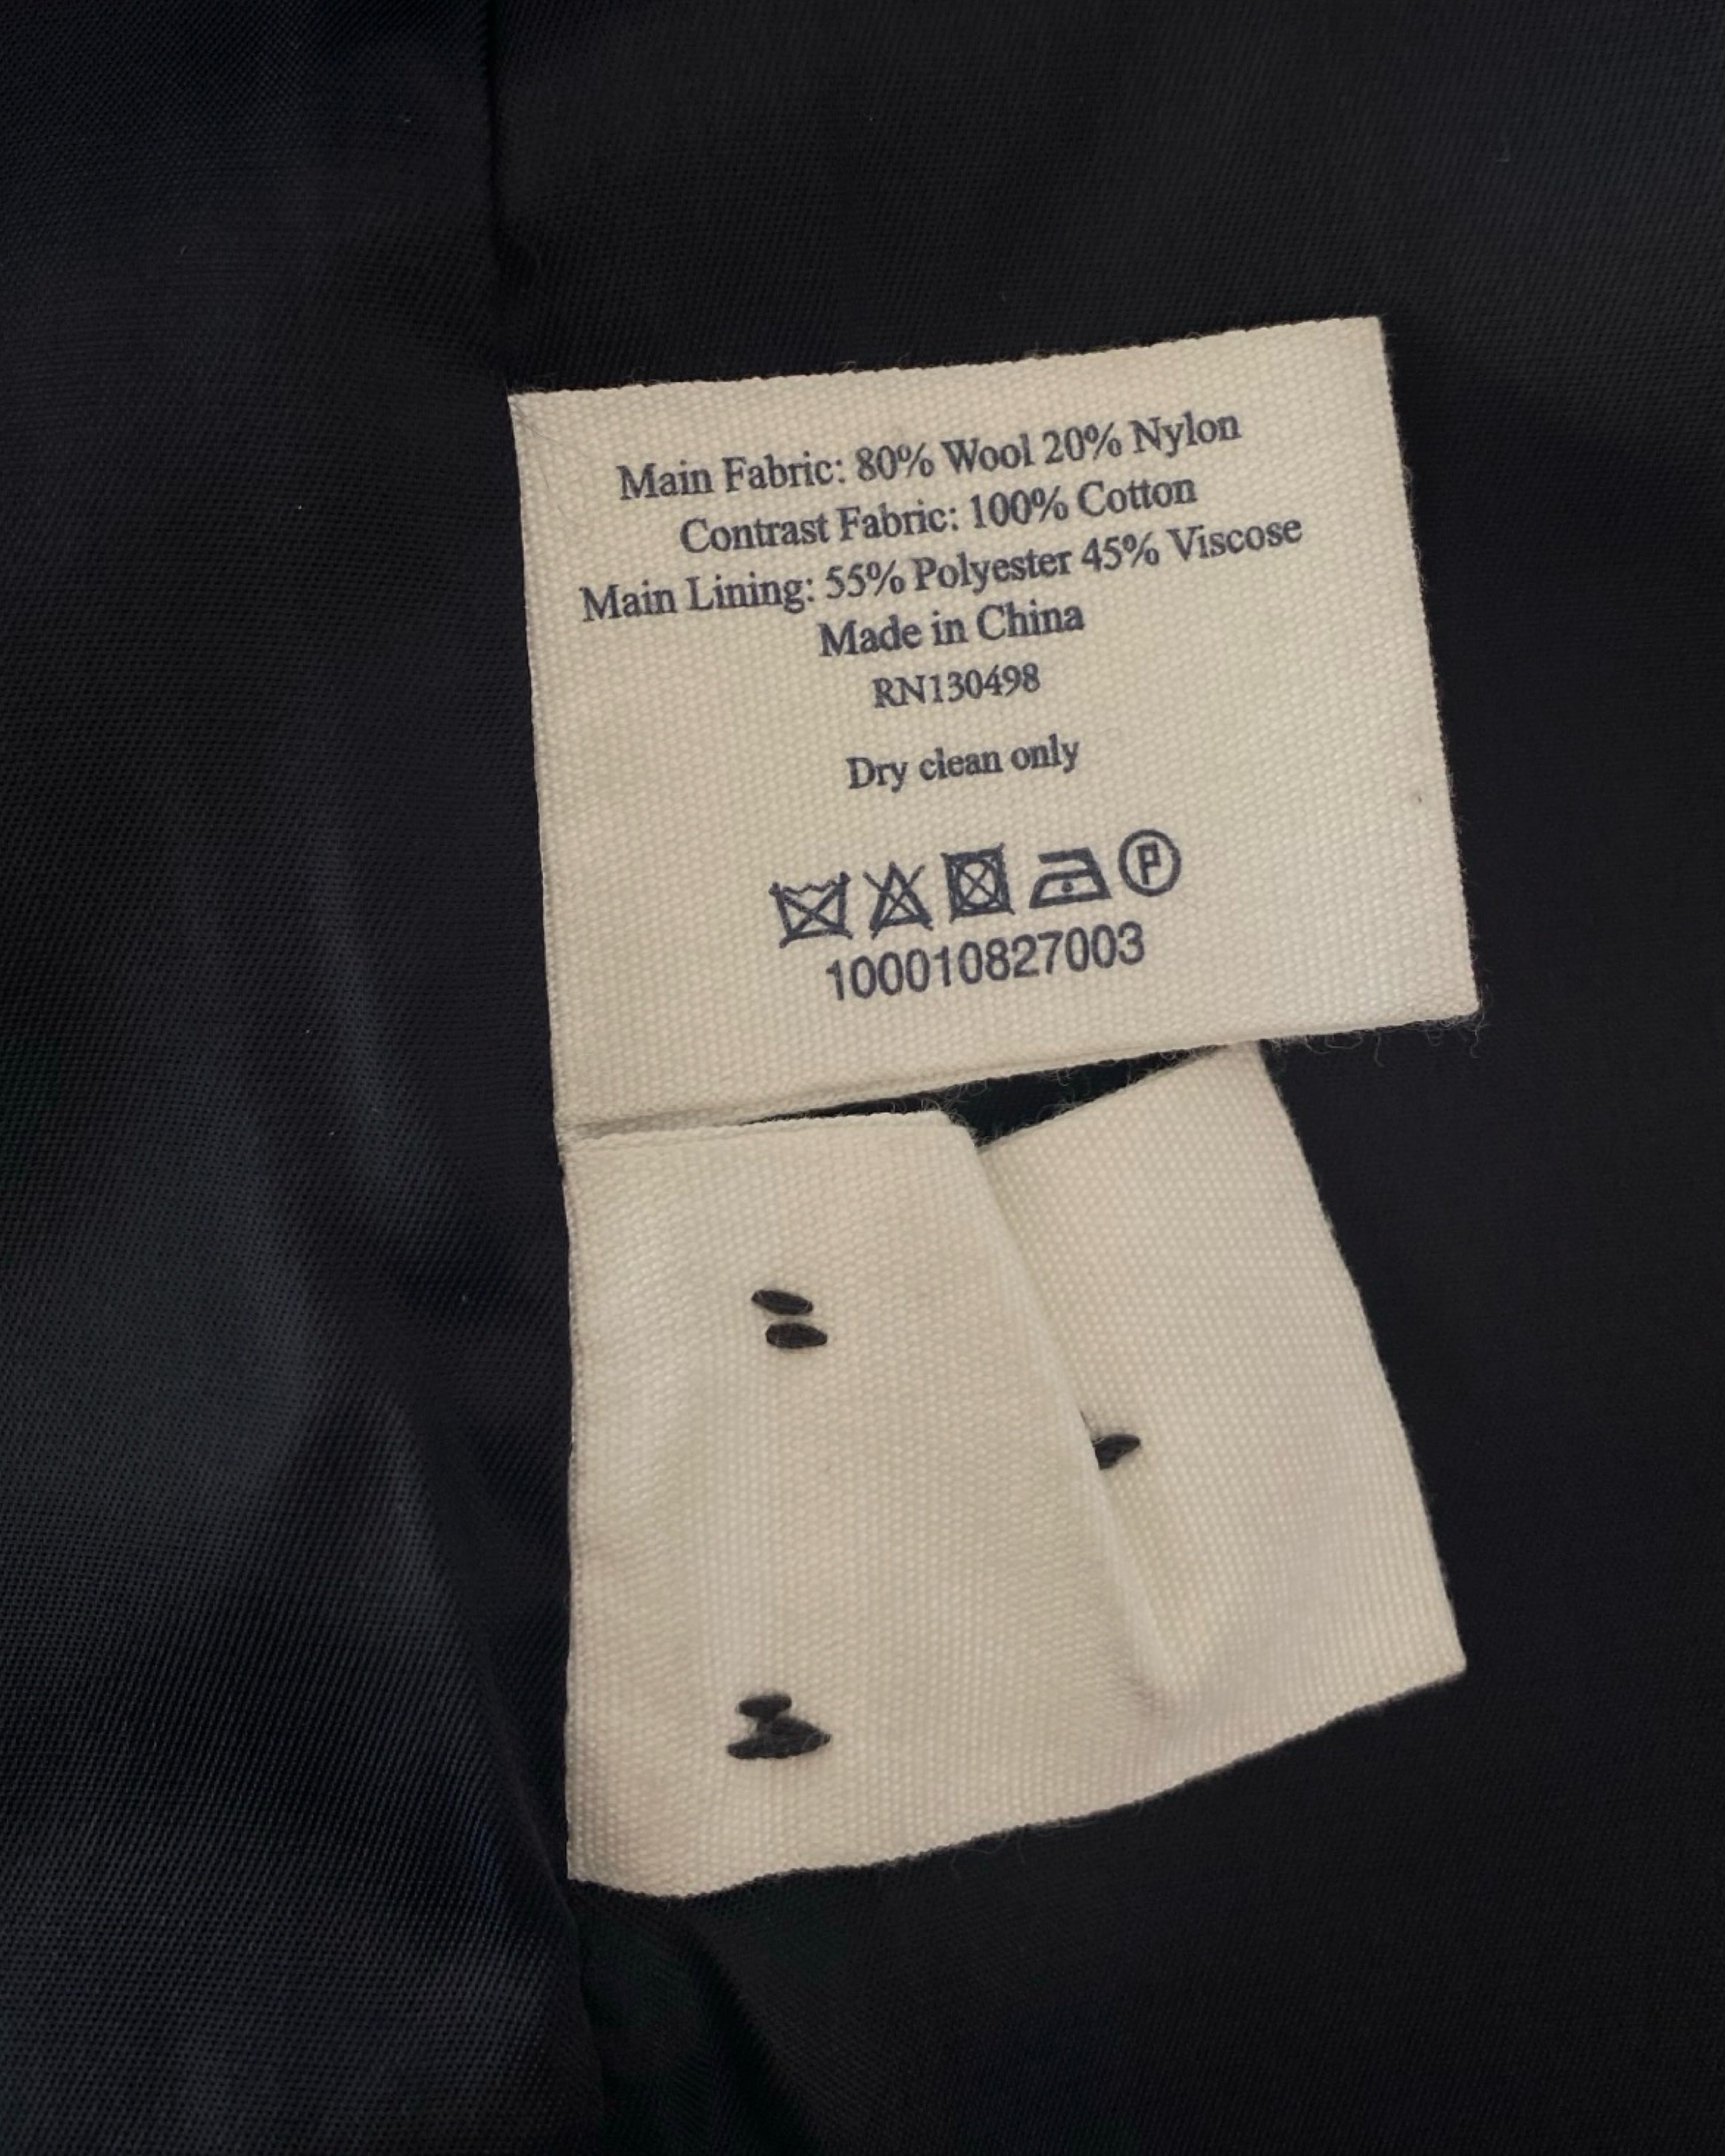 Main Fabric: 80% Wool 20% Nylon
Contrast Fabric: 100% Cotton
Main Lining: 55% Polyester 45% Viscose
Made in China
RN130498
Dry clean only
P
100010827003